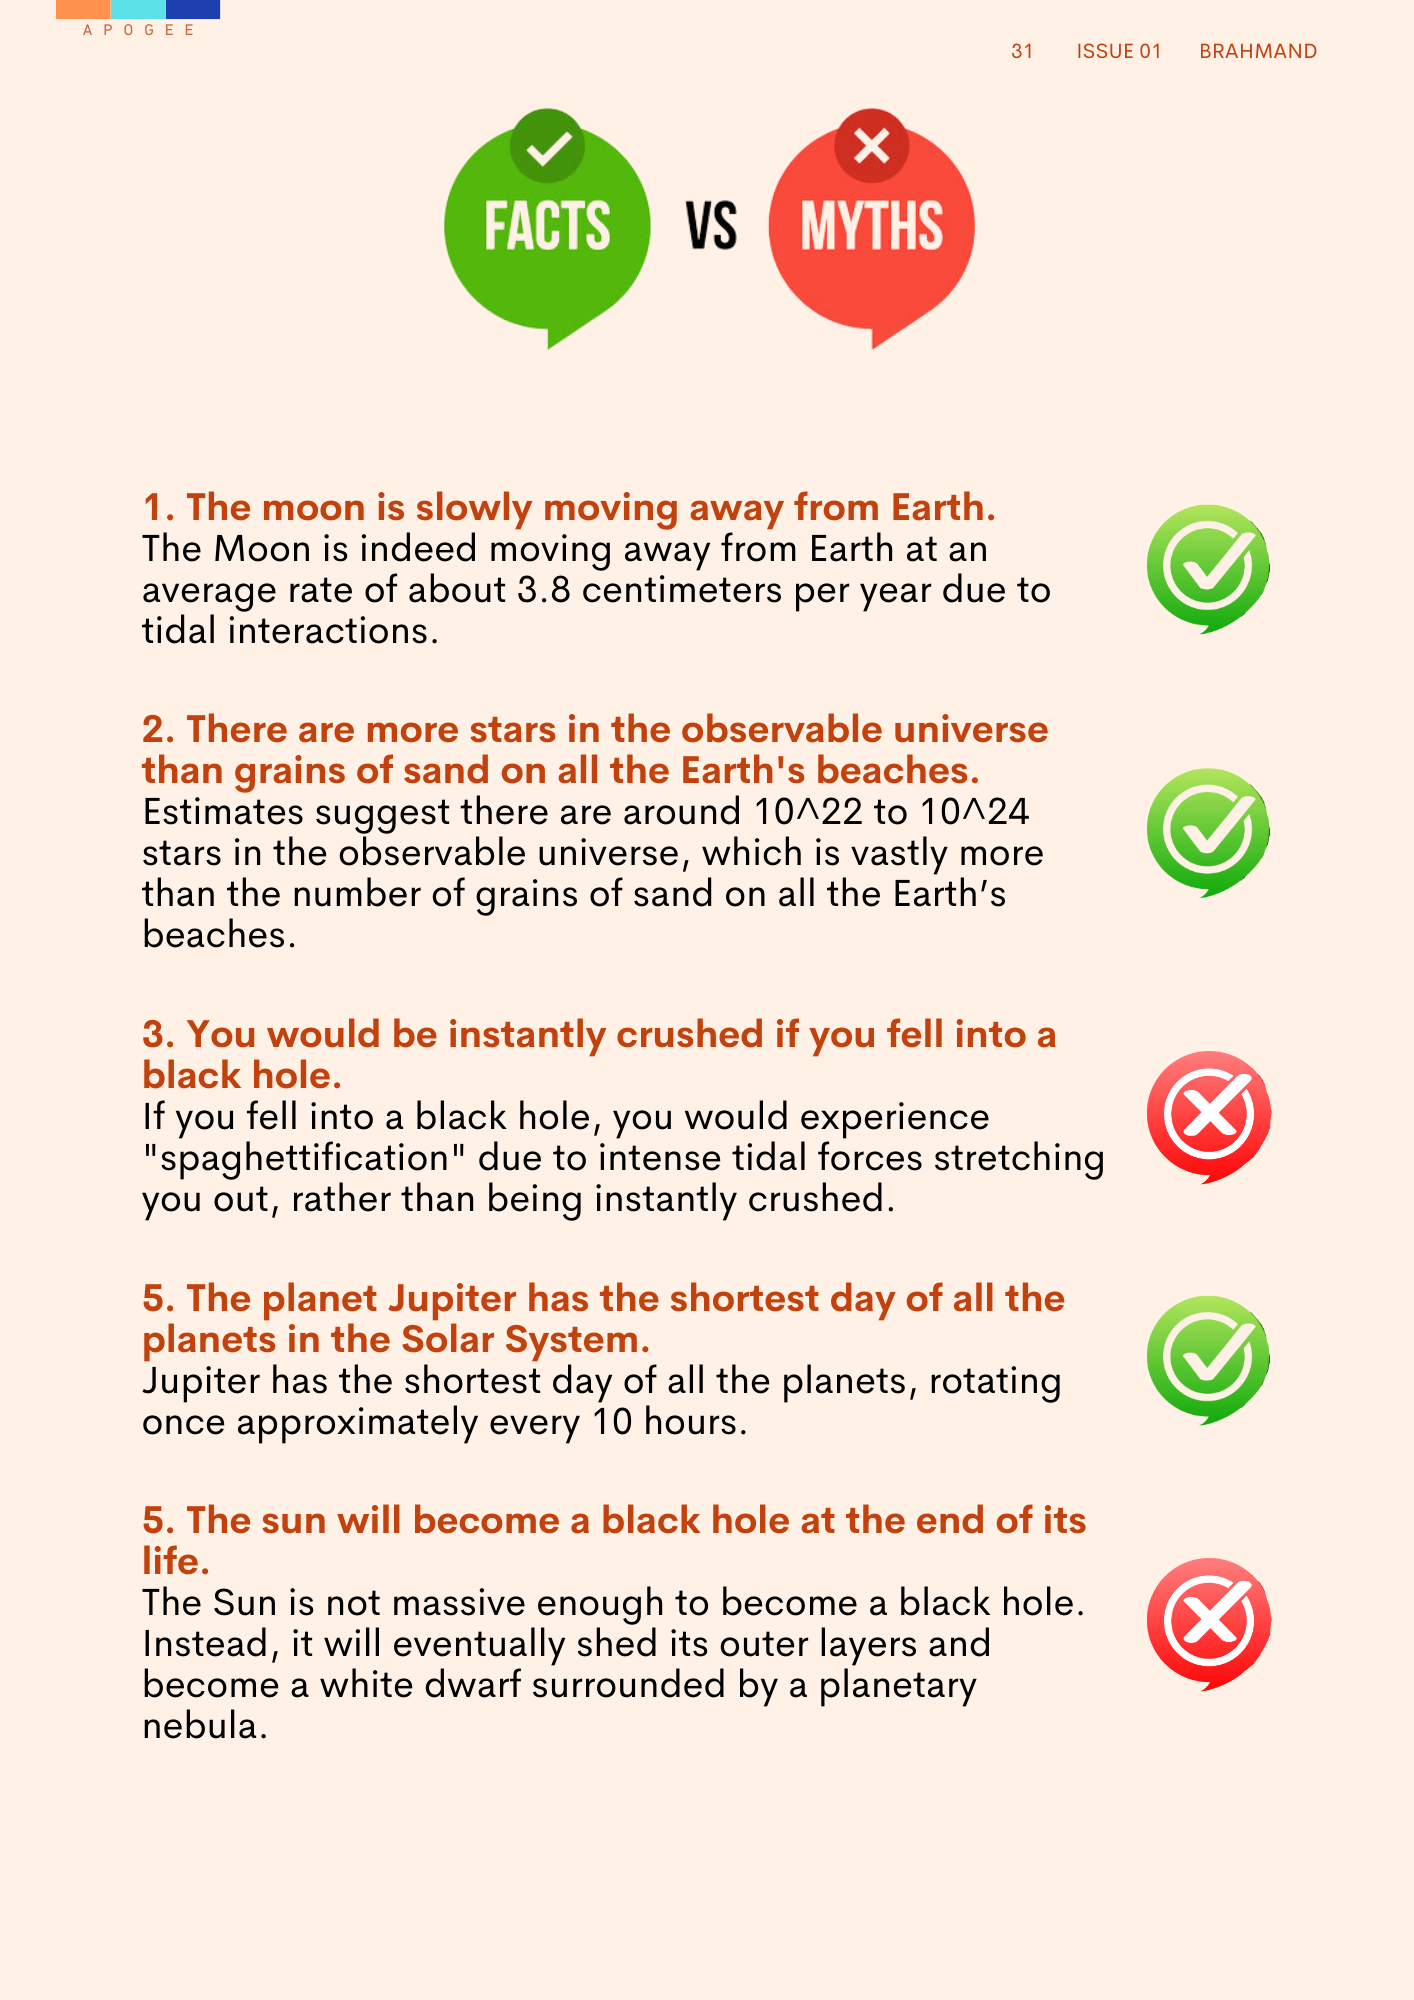 APOGEE
31 ISSUE 01 BRAHMAND
FACTS VS MYTHS
1. The moon is slowly moving away from Earth.
The Moon is indeed moving away from Earth at an
average rate of about 3.8 centimeters per year due to
tidal interactions.
2. There are more stars in the observable universe
than grains of sand on all the Earth's beaches.
Estimates suggest there are around 10^22 to 10^24
stars in the observable universe, which is vastly more
than the number of grains of sand on all the Earth’s
beaches.
3. You would be instantly crushed if you fell into a
black hole.
If you fell into a black hole, you would experience
"spaghettification" due to intense tidal forces stretching
you out, rather than being instantly crushed.
5. The planet Jupiter has the shortest day of all the
planets in the Solar System.
Jupiter has the shortest day of all the planets, rotating
once approximately every 10 hours.
5. The sun will become a black hole at the end of its
life.
The Sun is not massive enough to become a black hole.
Instead, it will eventually shed its outer layers and
become a white dwarf surrounded by a planetary
nebula.